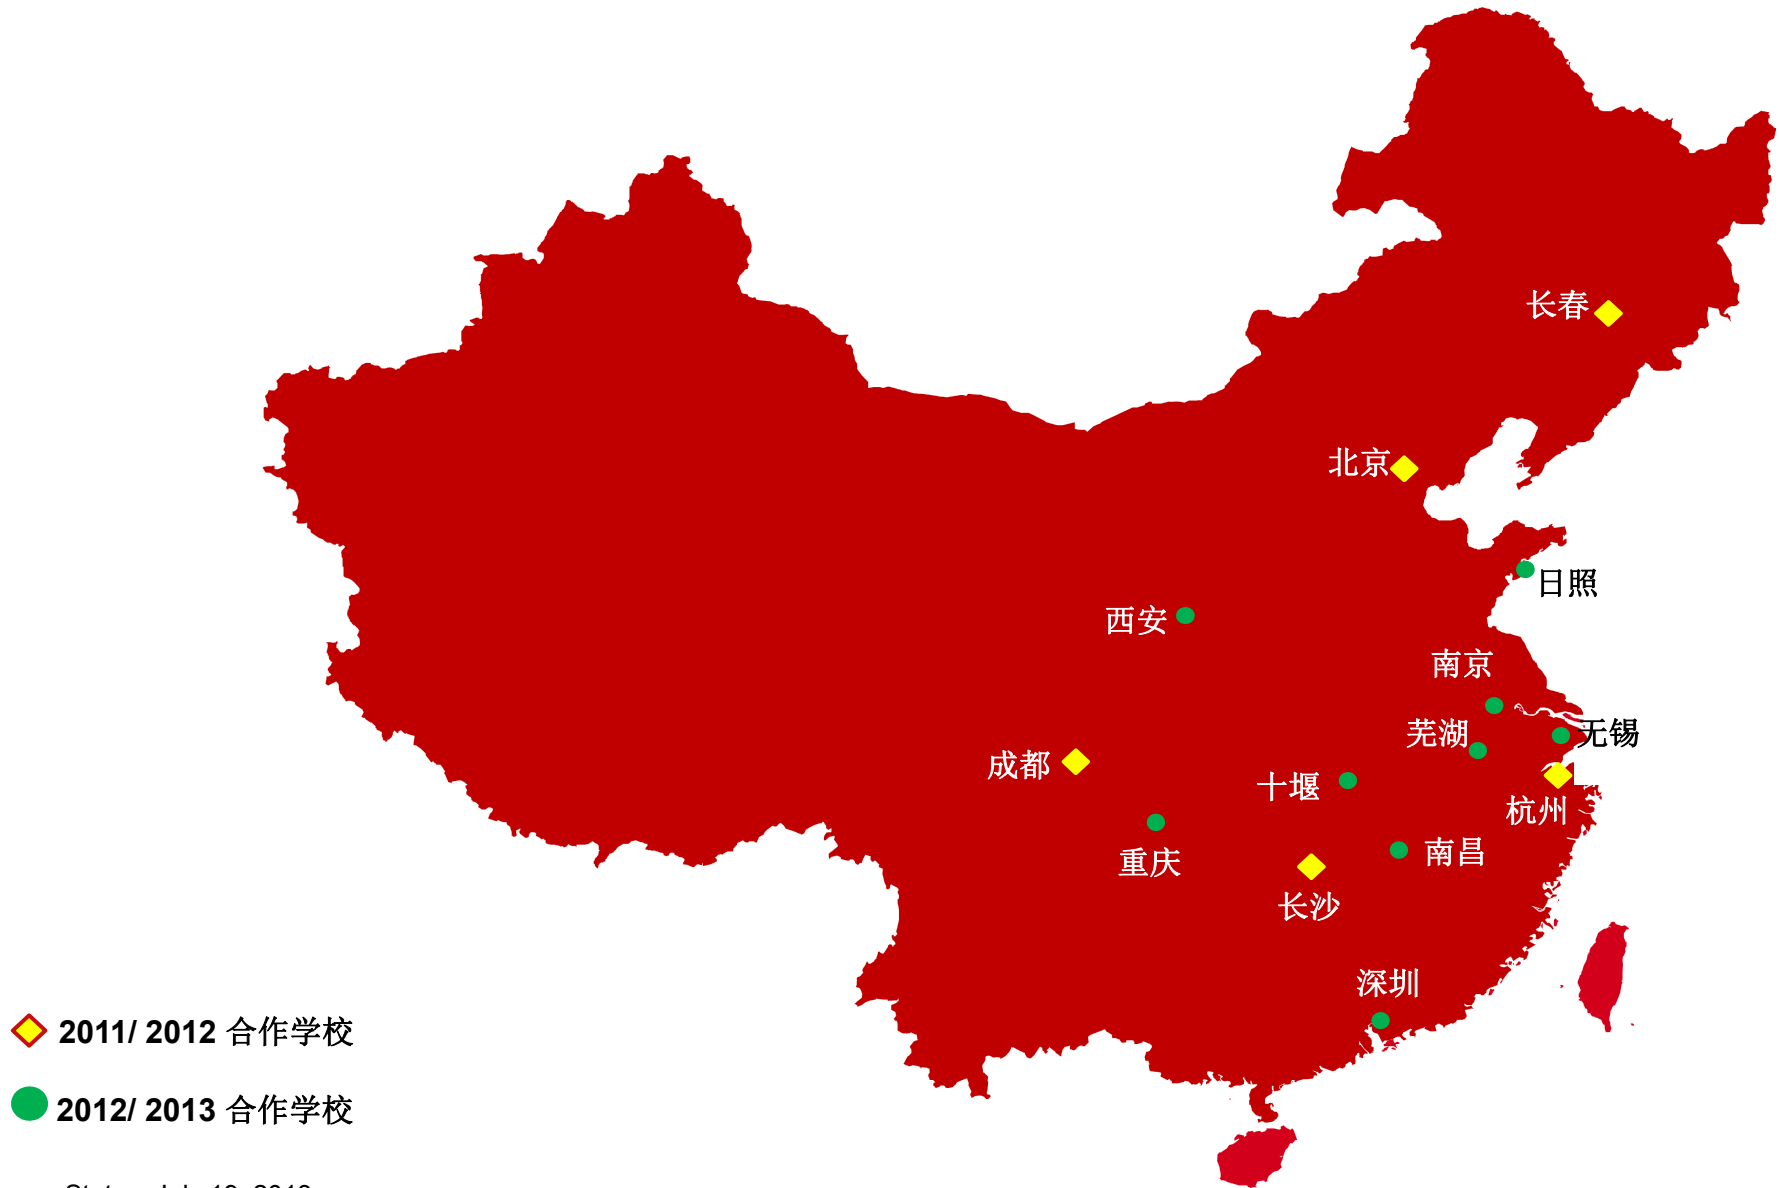 长春
北京
日照
西安
南京
芜湖
无锡
成都
十堰
杭州
重庆
南昌
长沙
深圳
2011/ 2012 合作学校
2012/ 2013 合作学校